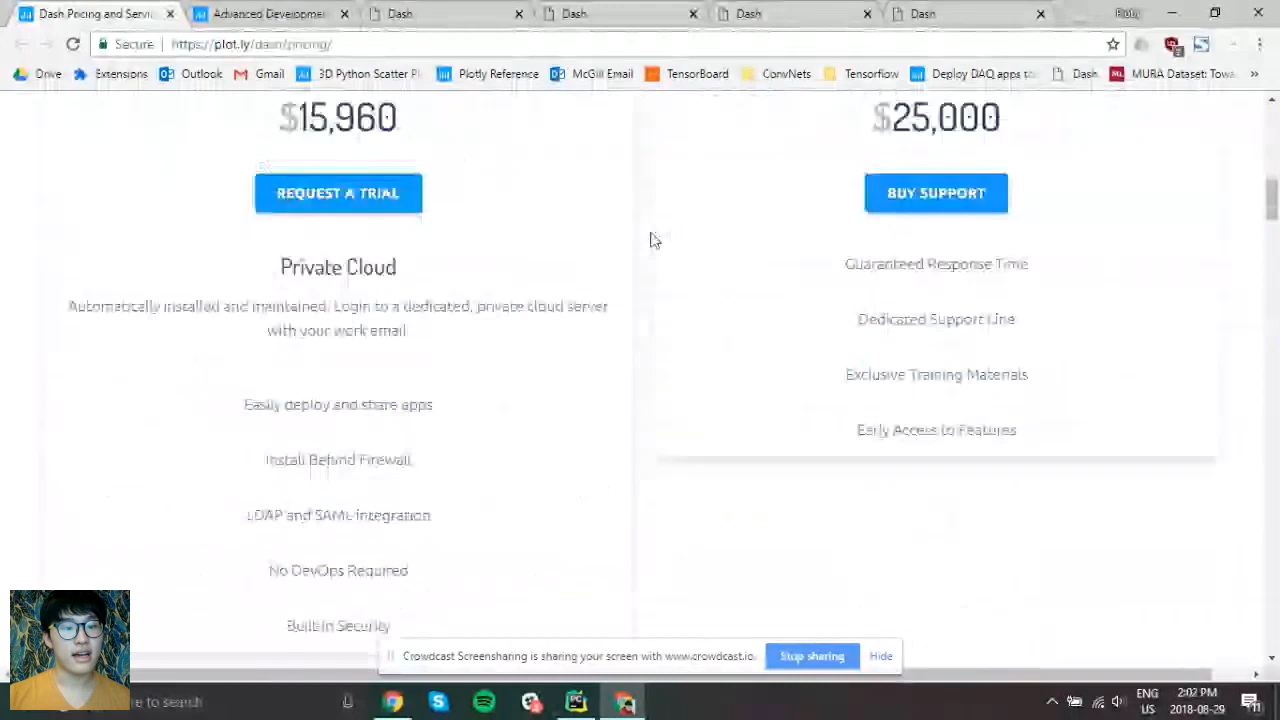 Dash Pricing and Servic
Advanced Developmen
Dash
Dash
Dash
Dash
Secure
https://plot.ly/dash/pricing/
Drive
Extensions
Outlook
Gmail
3D Python Scatter Pl
Plotly Reference
McGill Email
TensorBoard
ConvNets
Tensorflow
Deploy DAQ apps to
Dash
MURA Dataset: Towa
»
$15,960
REQUEST A TRIAL
Private Cloud
Automatically installed and maintained. Login to a dedicated, private cloud server
with your work email
Easily deploy and share apps
Install Behind Firewall
LDAP and SAML integration
No DevOps Required
Built In Security
$25,000
BUY SUPPORT
Guaranteed Response Time
Dedicated Support Line
Exclusive Training Materials
Early Access to Features
Crowdcast Screensharing is sharing your screen with www.crowdcast.io.
Stop sharing
Hide
re to search
ENG
US
2:02 PM
2018-08-29